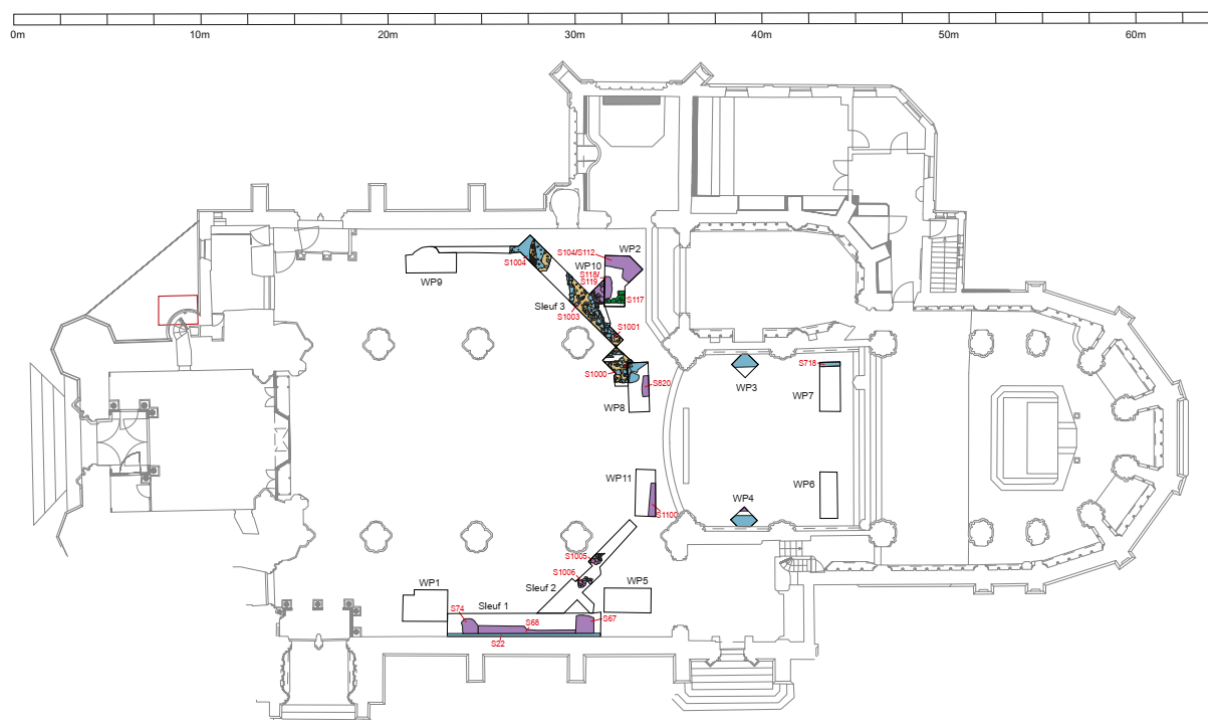 0m 10m 20m 30m 40m 50m 60m
S104/S112 WP2
WP10
S1004
S118/
S119
WP9
S117
Sleuf 3
S1003
S1001
S1000
S820
WP3
S718
WP7
WP8
WP11
WP6
WP4
S1100
S1005
S1006
WP1
Sleuf 2
WP5
Sleuf 1
S74
S68
S67
S22